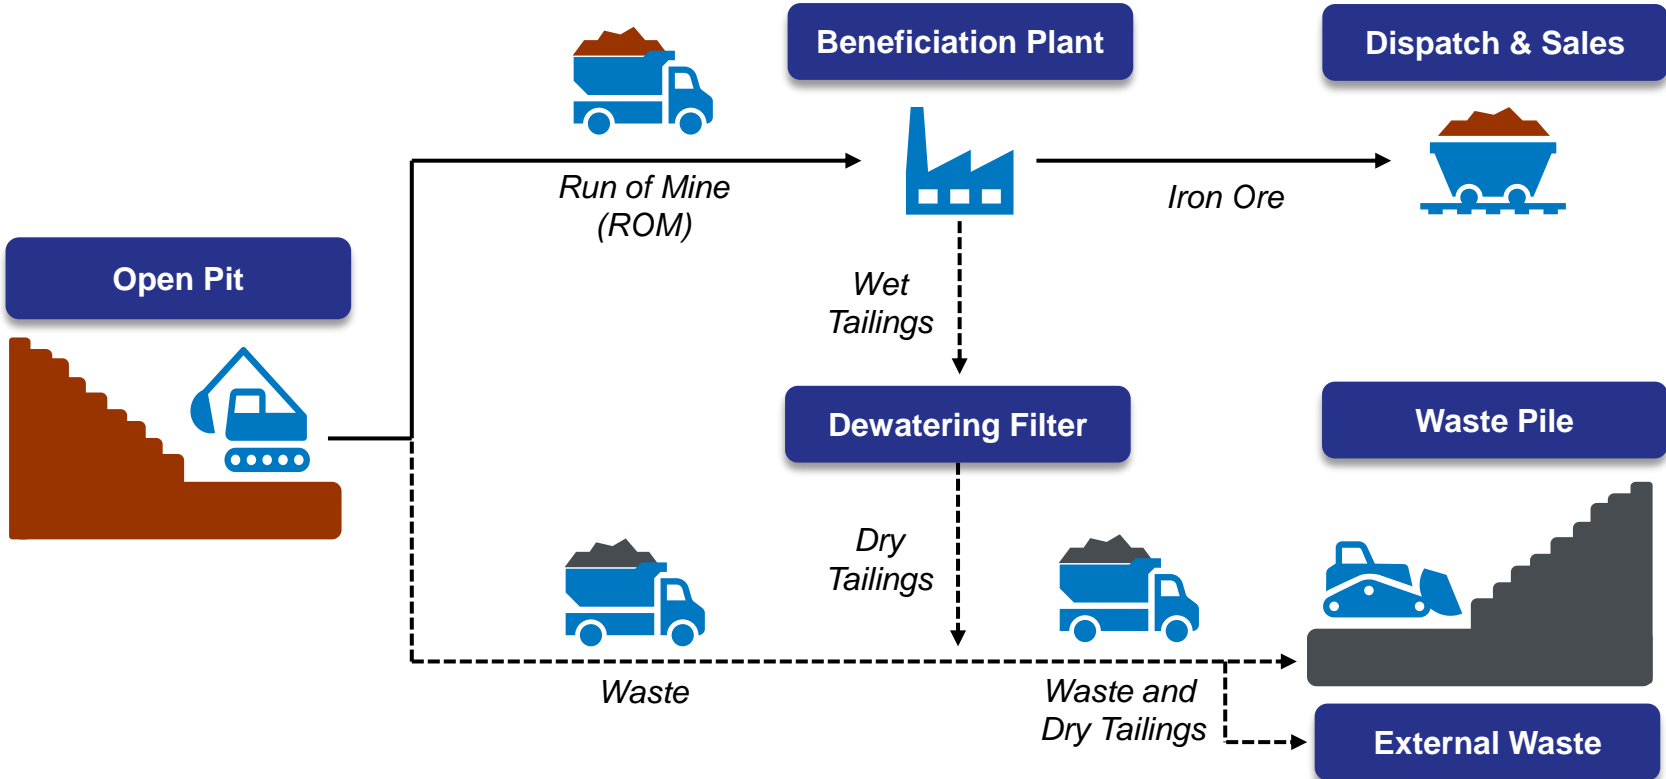 Beneficiation Plant
Dispatch & Sales
Run of Mine
(ROM)
Iron Ore
Open Pit
Wet
Tailings
Dewatering Filter
Waste Pile
Dry
Tailings
Waste
Waste and
Dry Tailings
External Waste